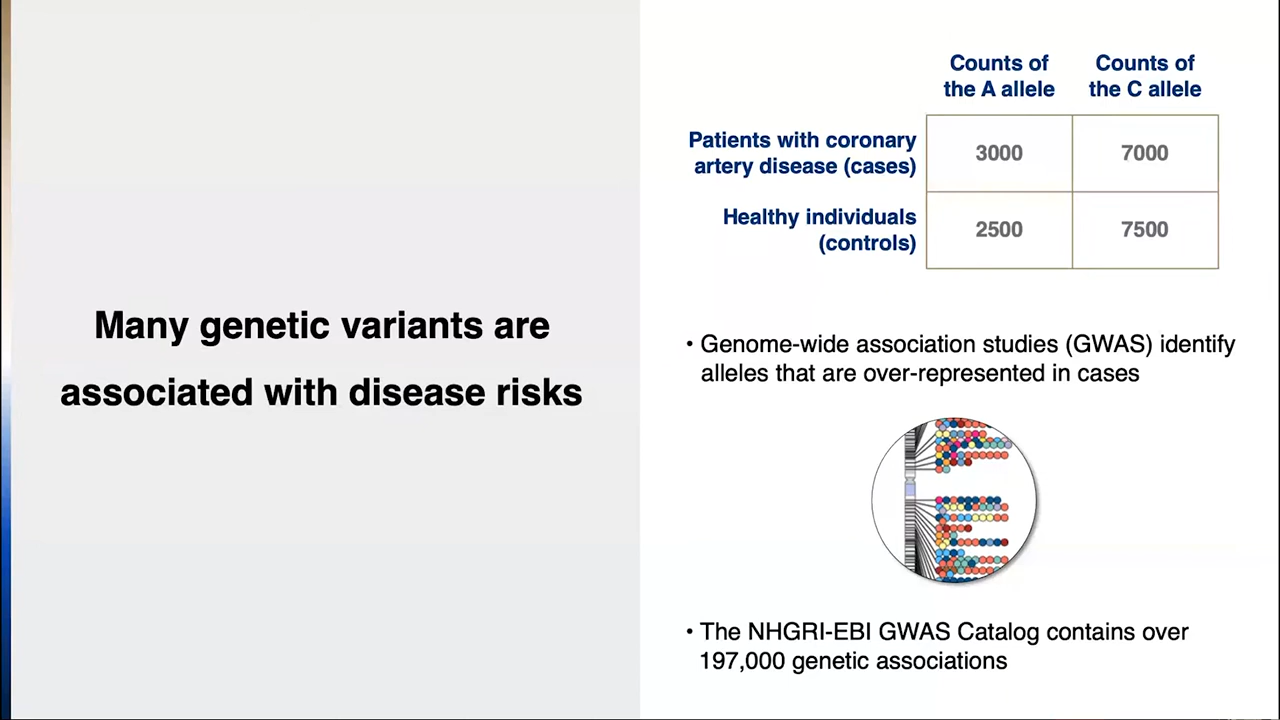 Many genetic variants are
associated with disease risks
Counts of
the A allele
Counts of
the C allele
Patients with coronary
artery disease (cases)
3000
7000
Healthy individuals
(controls)
2500
7500
• Genome-wide association studies (GWAS) identify
alleles that are over-represented in cases
• The NHGRI-EBI GWAS Catalog contains over
197,000 genetic associations